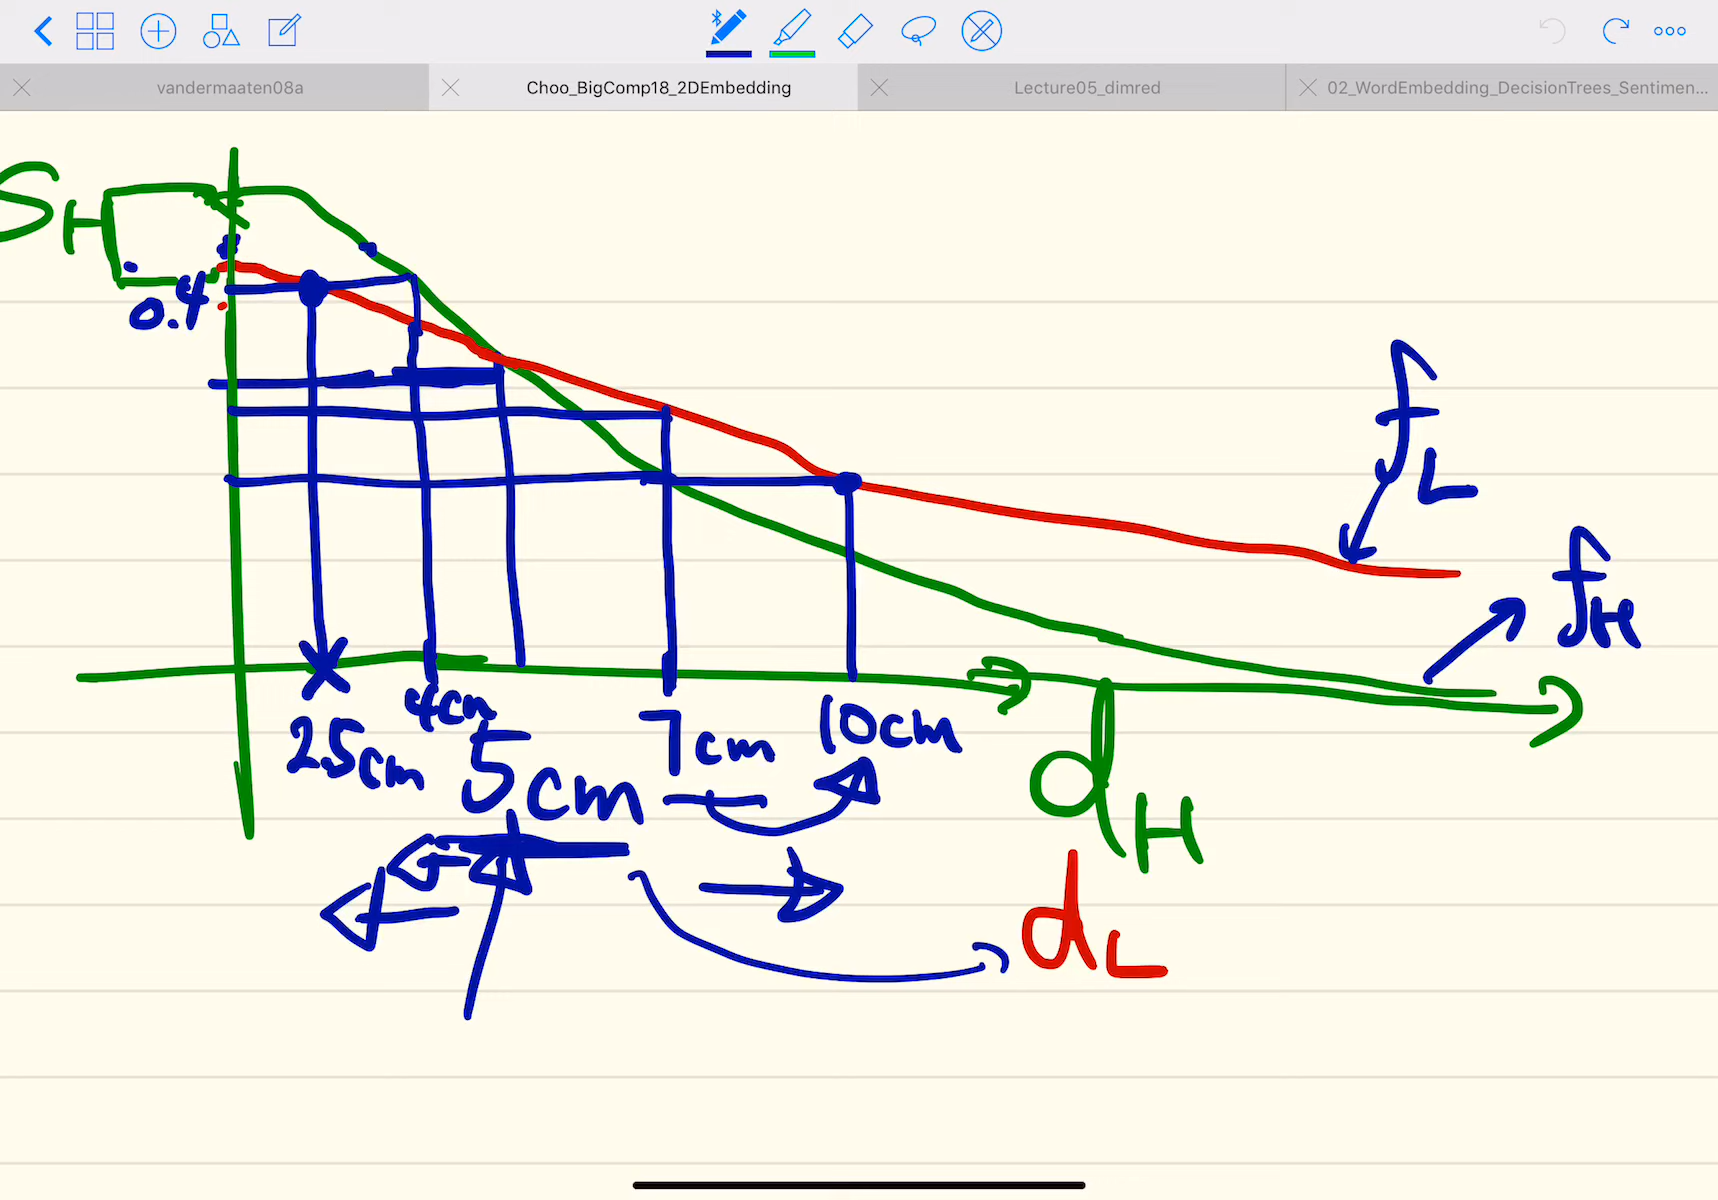 vandermaaten08a
Choo_BigComp18_2DEmbedding
Lecture05_dimred
02_WordEmbedding_DecisionTrees_Sentimen...
SH
0.4
fL
fH
2.5cm
4cm
5cm
7cm
10cm
dH
dL